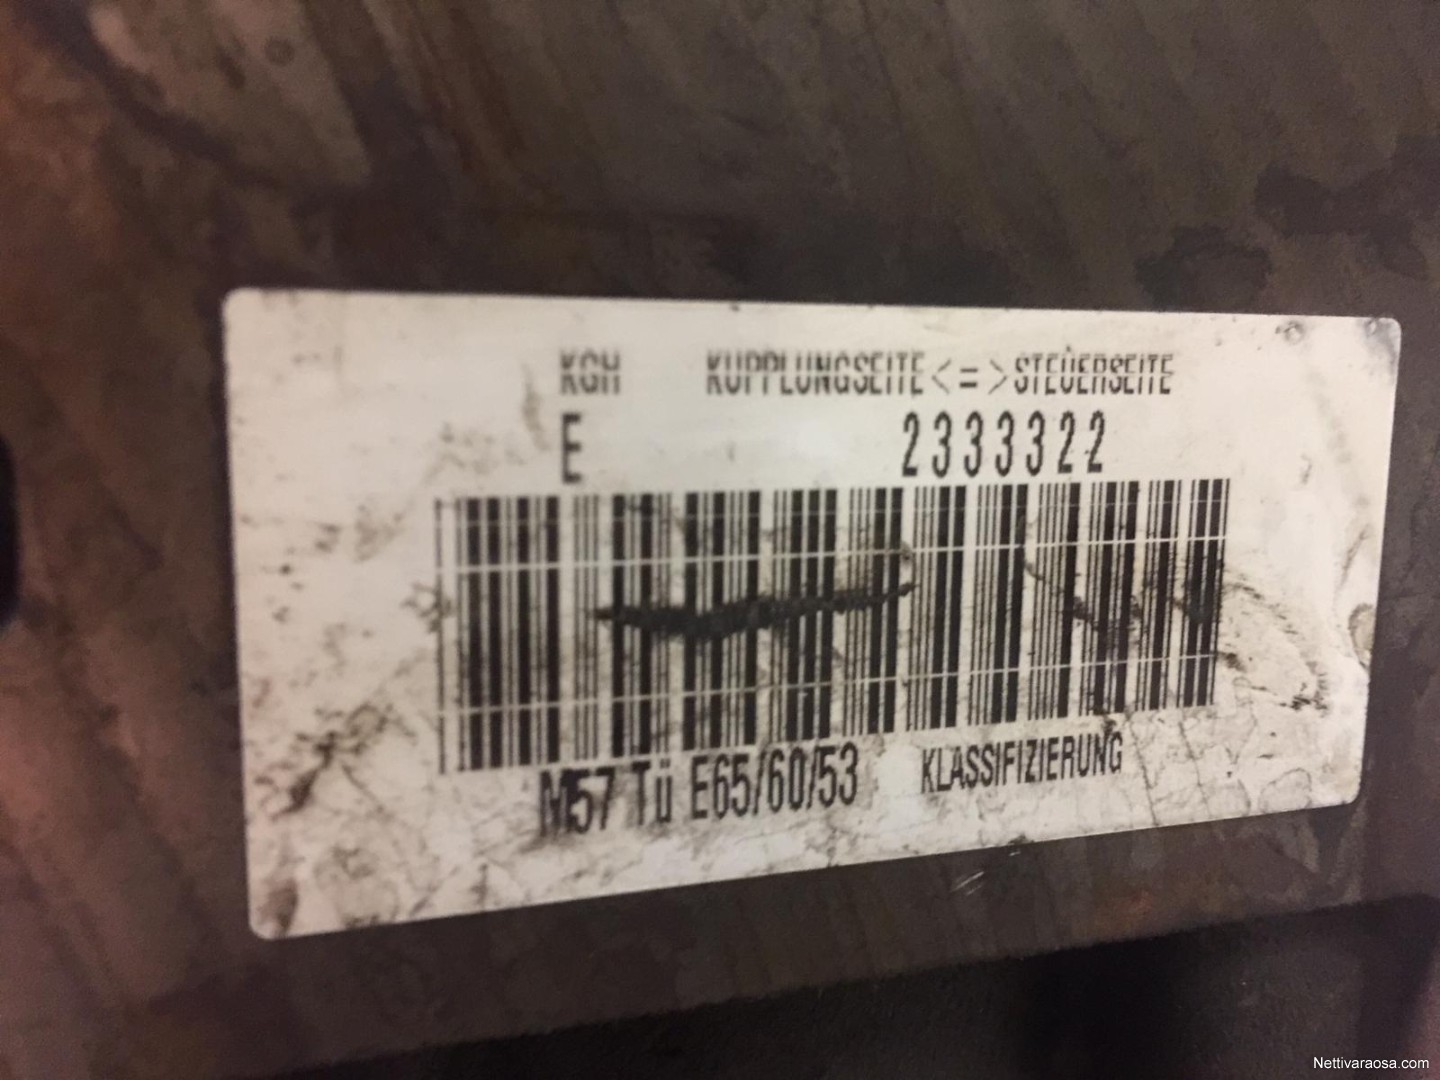 KGH KUPPLUNGSEITE<=>STEUERSEITE
E 2333322
M57 Tü E65/60/53 KLASSIFIZIERUNG
Nettivaraosa.com